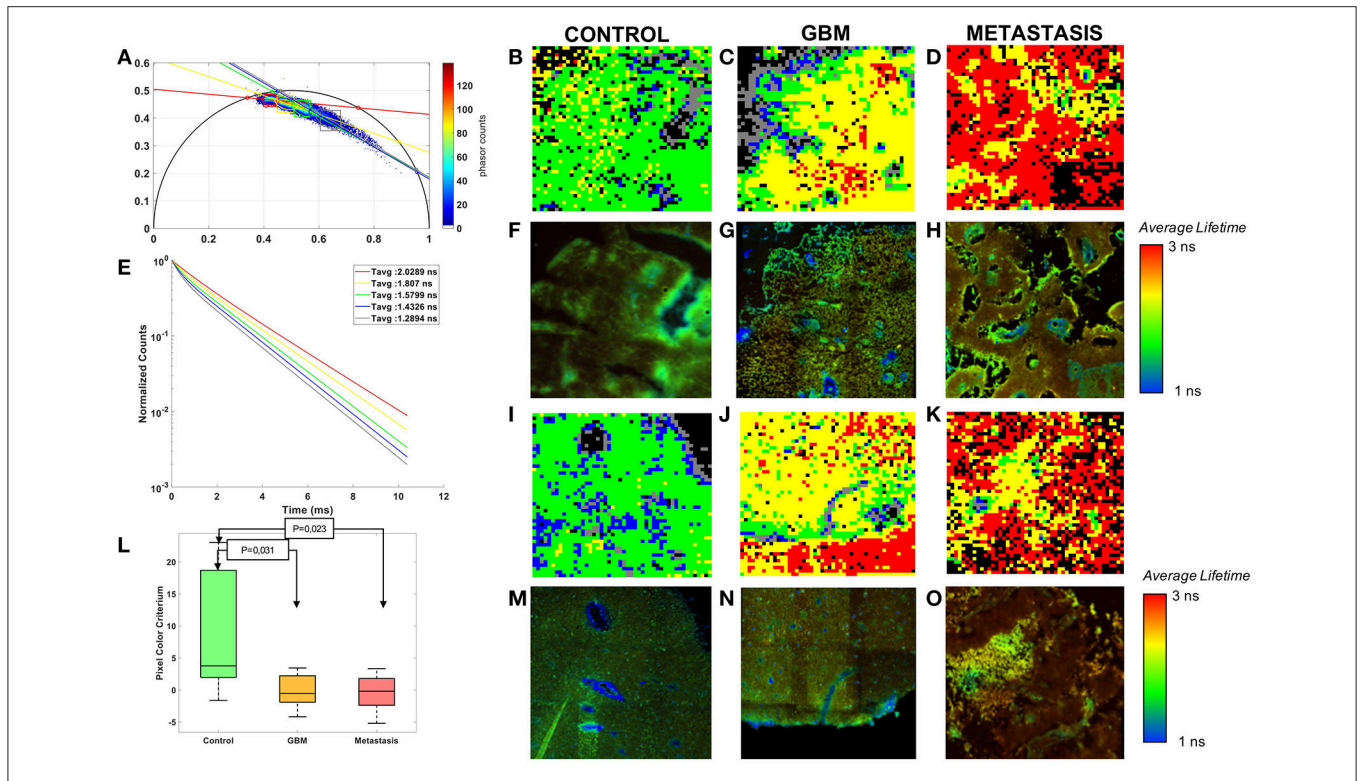 CONTROL
GBM
METASTASIS
A
0.6
0.5
0.4
0.3
0.2
0.1
0
0
0.2
0.4
0.6
0.8
1
120
100
80
60
40
20
0
phasor counts
B
C
D
E
10⁰
10⁻¹
10⁻²
10⁻³
Normalized Counts
Tavg :2.0289 ns
Tavg :1.807 ns
Tavg :1.5799 ns
Tavg :1.4326 ns
Tavg :1.2894 ns
0
2
4
6
8
10
12
Time (ms)
F
G
H
Average Lifetime
3 ns
1 ns
I
J
K
L
P=0,023
P=0,031
20
15
10
5
0
-5
Pixel Color Criterium
Control
GBM
Metastasis
M
N
O
Average Lifetime
3 ns
1 ns